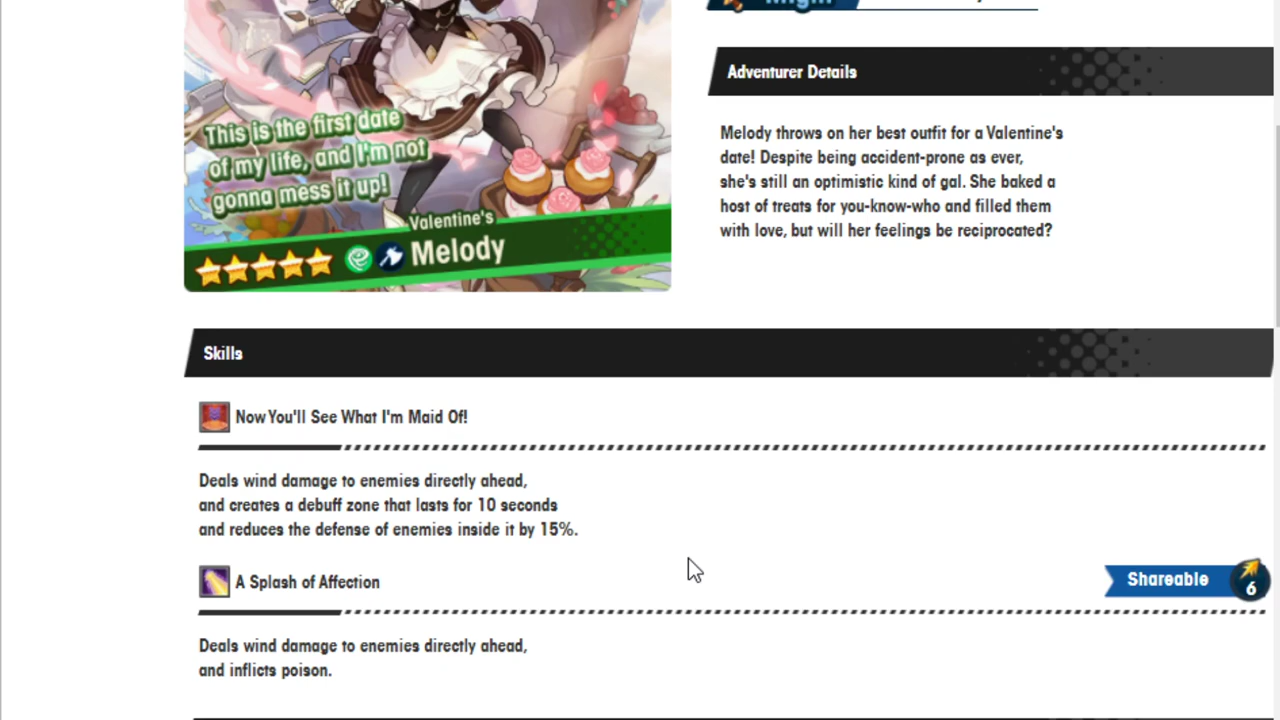 Might
Adventurer Details
Melody throws on her best outfit for a Valentine's
date! Despite being accident-prone as ever,
she's still an optimistic kind of gal. She baked a
host of treats for you-know-who and filled them
with love, but will her feelings be reciprocated?
This is the first date
of my life, and I'm not
gonna mess it up!
Valentine's
Melody
Skills
Now You'll See What I'm Maid Of!
Deals wind damage to enemies directly ahead,
and creates a debuff zone that lasts for 10 seconds
and reduces the defense of enemies inside it by 15%.
A Splash of Affection
Shareable
6
Deals wind damage to enemies directly ahead,
and inflicts poison.